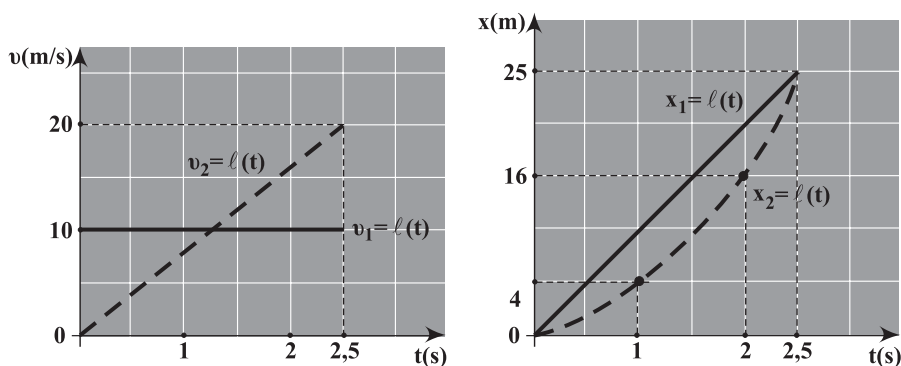 υ(m/s)
20
υ₂= ℓ(t)
10
υ₁= ℓ(t)
0
1
2
2,5
t(s)
x(m)
25
x₁= ℓ(t)
16
x₂= ℓ(t)
4
0
1
2
2,5
t(s)